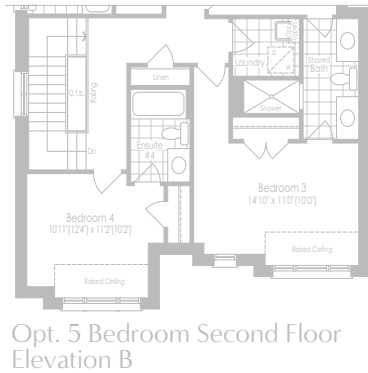 Linen
Laundry
Shared
Bath
O.t.b.
Railing
Shower
Ensuite
#4
Dn
Bedroom 3
14'10" x 11'0"(10'0")
Bedroom 4
10'11"(12'4") x 11'2"(10'2")
Raised Ceiling
Raised Ceiling
Opt. 5 Bedroom Second Floor
Elevation B